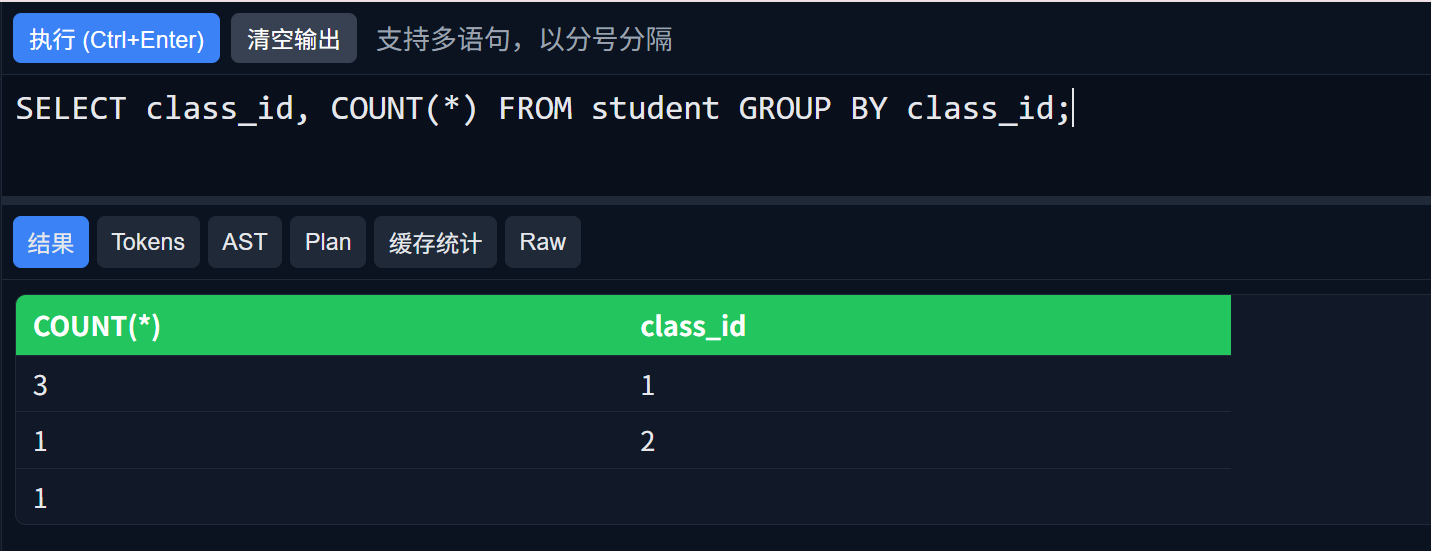 执行 (Ctrl+Enter) 清空输出 支持多语句，以分号分隔
SELECT class_id, COUNT(*) FROM student GROUP BY class_id;
结果 Tokens AST Plan 缓存统计 Raw
COUNT(*) class_id
3 1
1 2
1